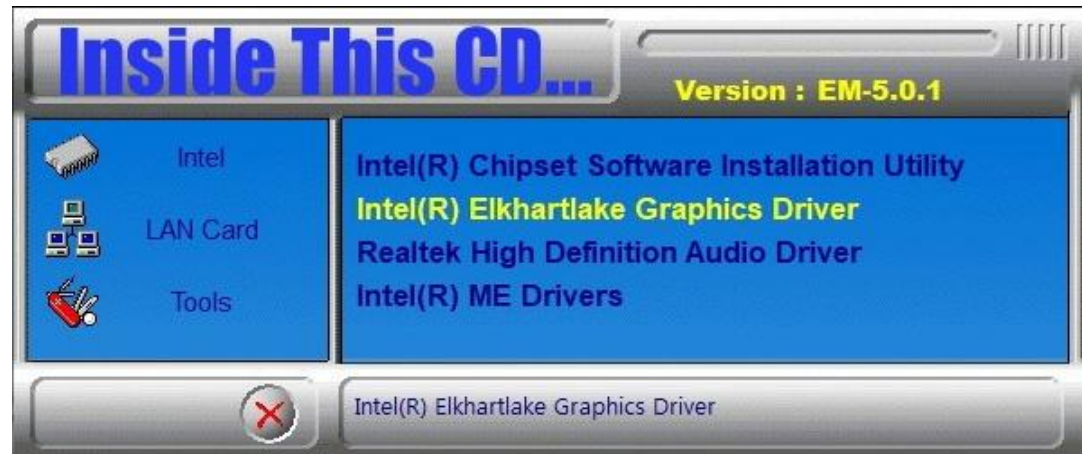 Inside This CD...
Version : EM-5.0.1
Intel
LAN Card
Tools
Intel(R) Chipset Software Installation Utility
Intel(R) Elkhartlake Graphics Driver
Realtek High Definition Audio Driver
Intel(R) ME Drivers
Intel(R) Elkhartlake Graphics Driver